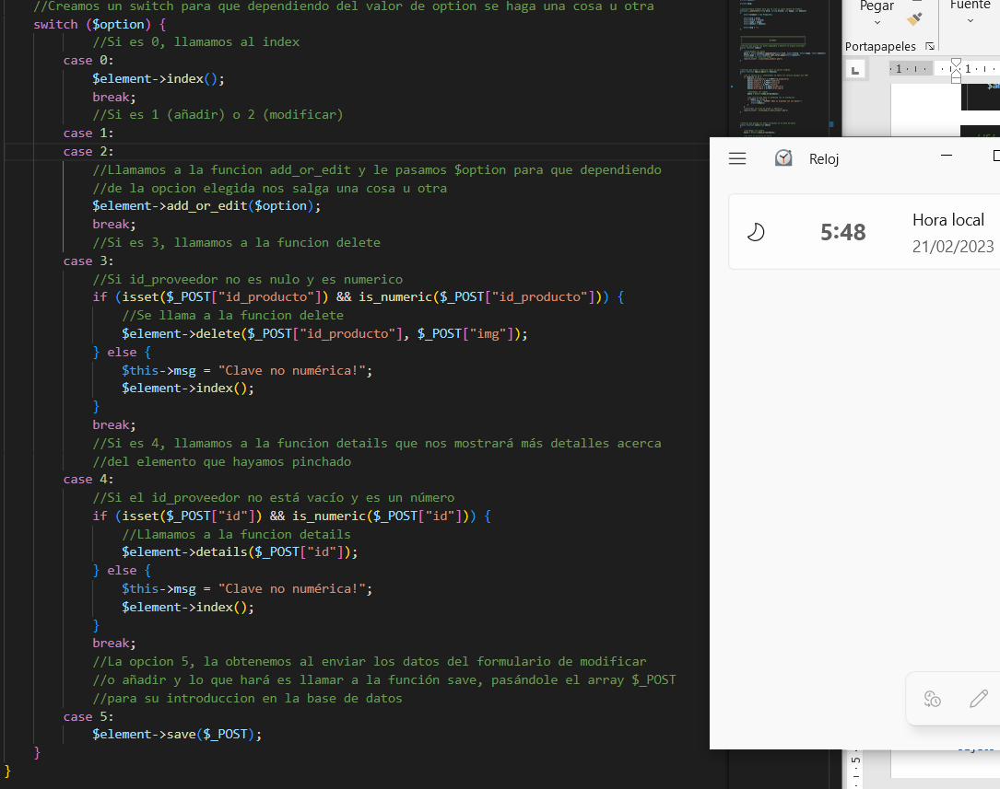 //Creamos un switch para que dependiendo del valor de option se haga una cosa u otra
switch ($option) {
//Si es 0, llamamos al index
case 0:
$element->index();
break;
//Si es 1 (añadir) o 2 (modificar)
case 1:
case 2:
//Llamamos a la funcion add_or_edit y le pasamos $option para que dependiendo
//de la opcion elegida nos salga una cosa u otra
$element->add_or_edit($option);
break;
//Si es 3, llamamos a la funcion delete
case 3:
//Si id_proveedor no es nulo y es numerico
if (isset($_POST["id_producto"]) && is_numeric($_POST["id_producto"])) {
//Se llama a la funcion delete
$element->delete($_POST["id_producto"], $_POST["img"]);
} else {
$this->msg = "Clave no numérica!";
$element->index();
}
break;
//Si es 4, llamamos a la funcion details que nos mostrará más detalles acerca
//del elemento que hayamos pinchado
case 4:
//Si el id_proveedor no está vacío y es un número
if (isset($_POST["id"]) && is_numeric($_POST["id"])) {
//Llamamos a la funcion details
$element->details($_POST["id"]);
} else {
$this->msg = "Clave no numérica!";
$element->index();
}
break;
//La opcion 5, la obtenemos al enviar los datos del formulario de modificar
//o añadir y lo que hará es llamar a la función save, pasándole el array $_POST
//para su introduccion en la base de datos
case 5:
$element->save($_POST);
}
}
Pegar
Fuente
Portapapeles
1
1
Reloj
5:48
Hora local
21/02/2023
5